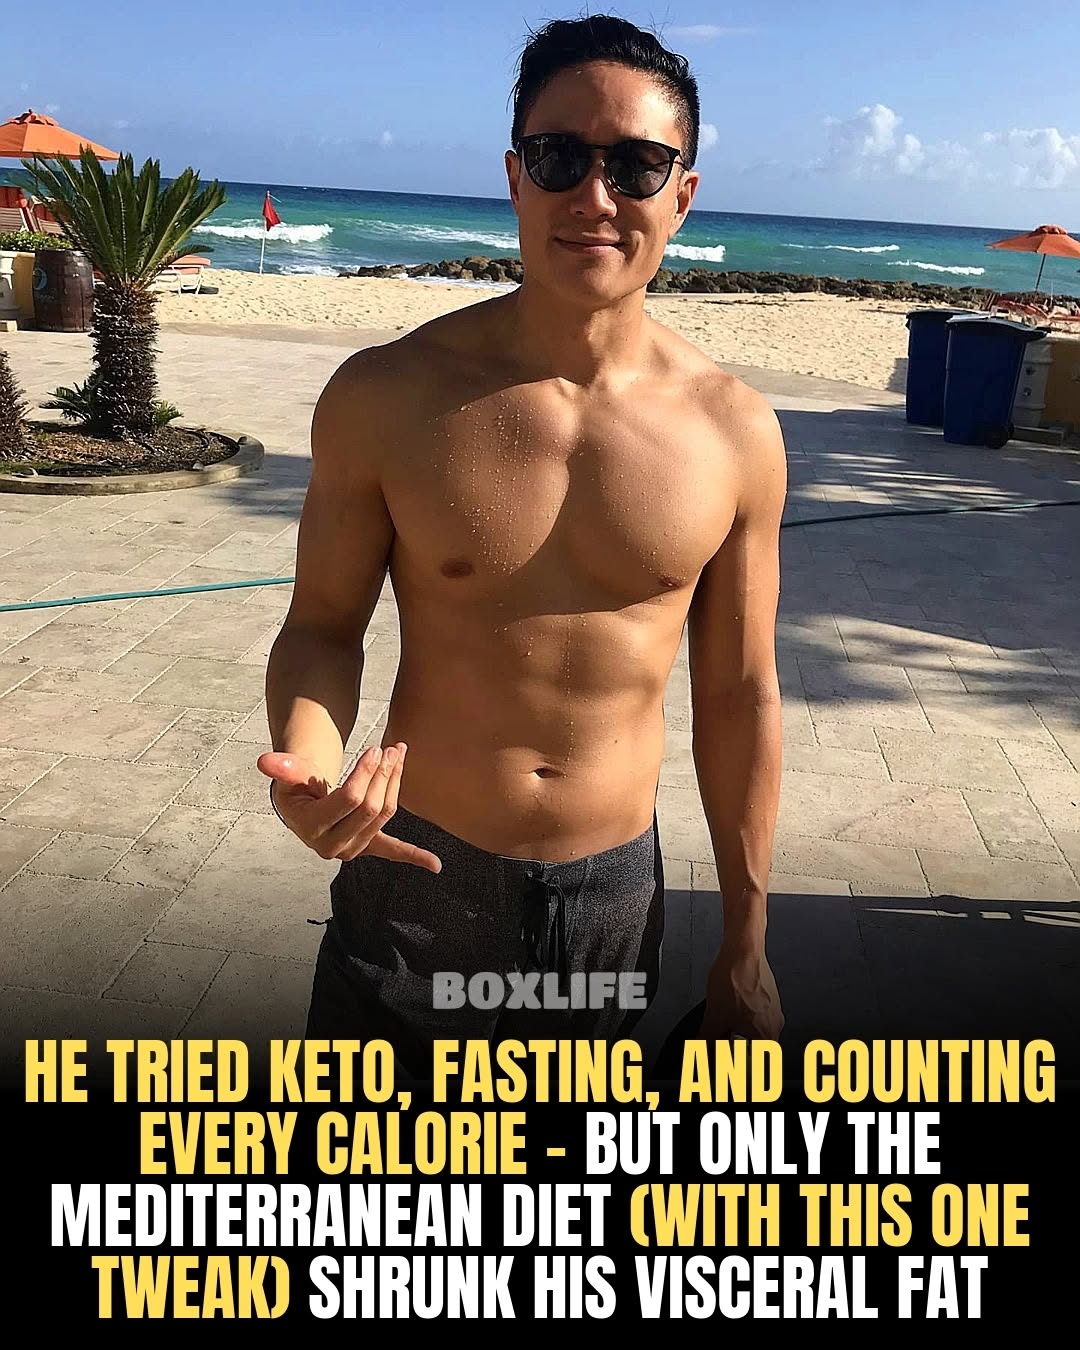 BOXLIFE
HE TRIED KETO, FASTING, AND COUNTING
EVERY CALORIE - BUT ONLY THE
MEDITERRANEAN DIET (WITH THIS ONE
TWEAK) SHRUNK HIS VISCERAL FAT